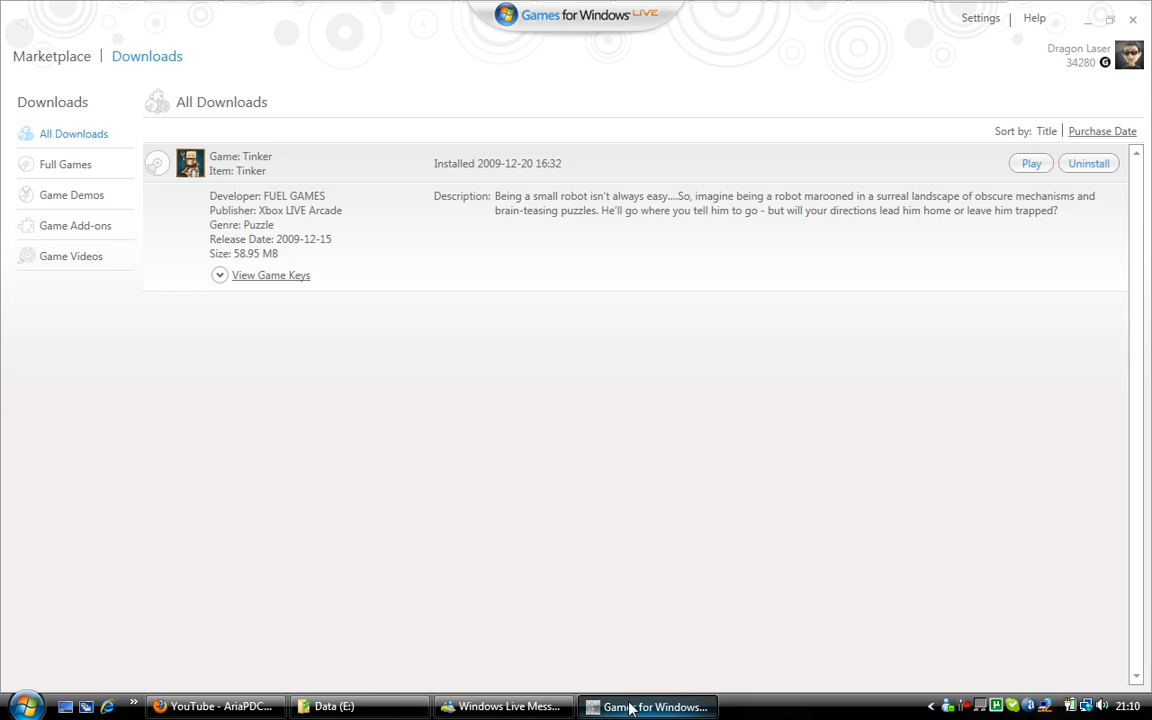 Games for Windows LIVE
Settings | Help
Marketplace | Downloads
Dragon Laser
34280 G
Downloads
All Downloads
Full Games
Game Demos
Game Add-ons
Game Videos
All Downloads
Sort by: Title | Purchase Date
Game: Tinker
Item: Tinker
Installed 2009-12-20 16:32
Play
Uninstall
Developer: FUEL GAMES
Publisher: Xbox LIVE Arcade
Genre: Puzzle
Release Date: 2009-12-15
Size: 58.95 MB
View Game Keys
Description: Being a small robot isn't always easy....So, imagine being a robot marooned in a surreal landscape of obscure mechanisms and
brain-teasing puzzles. He'll go where you tell him to go - but will your directions lead him home or leave him trapped?
YouTube - AriaPDC...
Data (E:)
Windows Live Mess...
Games for Windows...
21:10